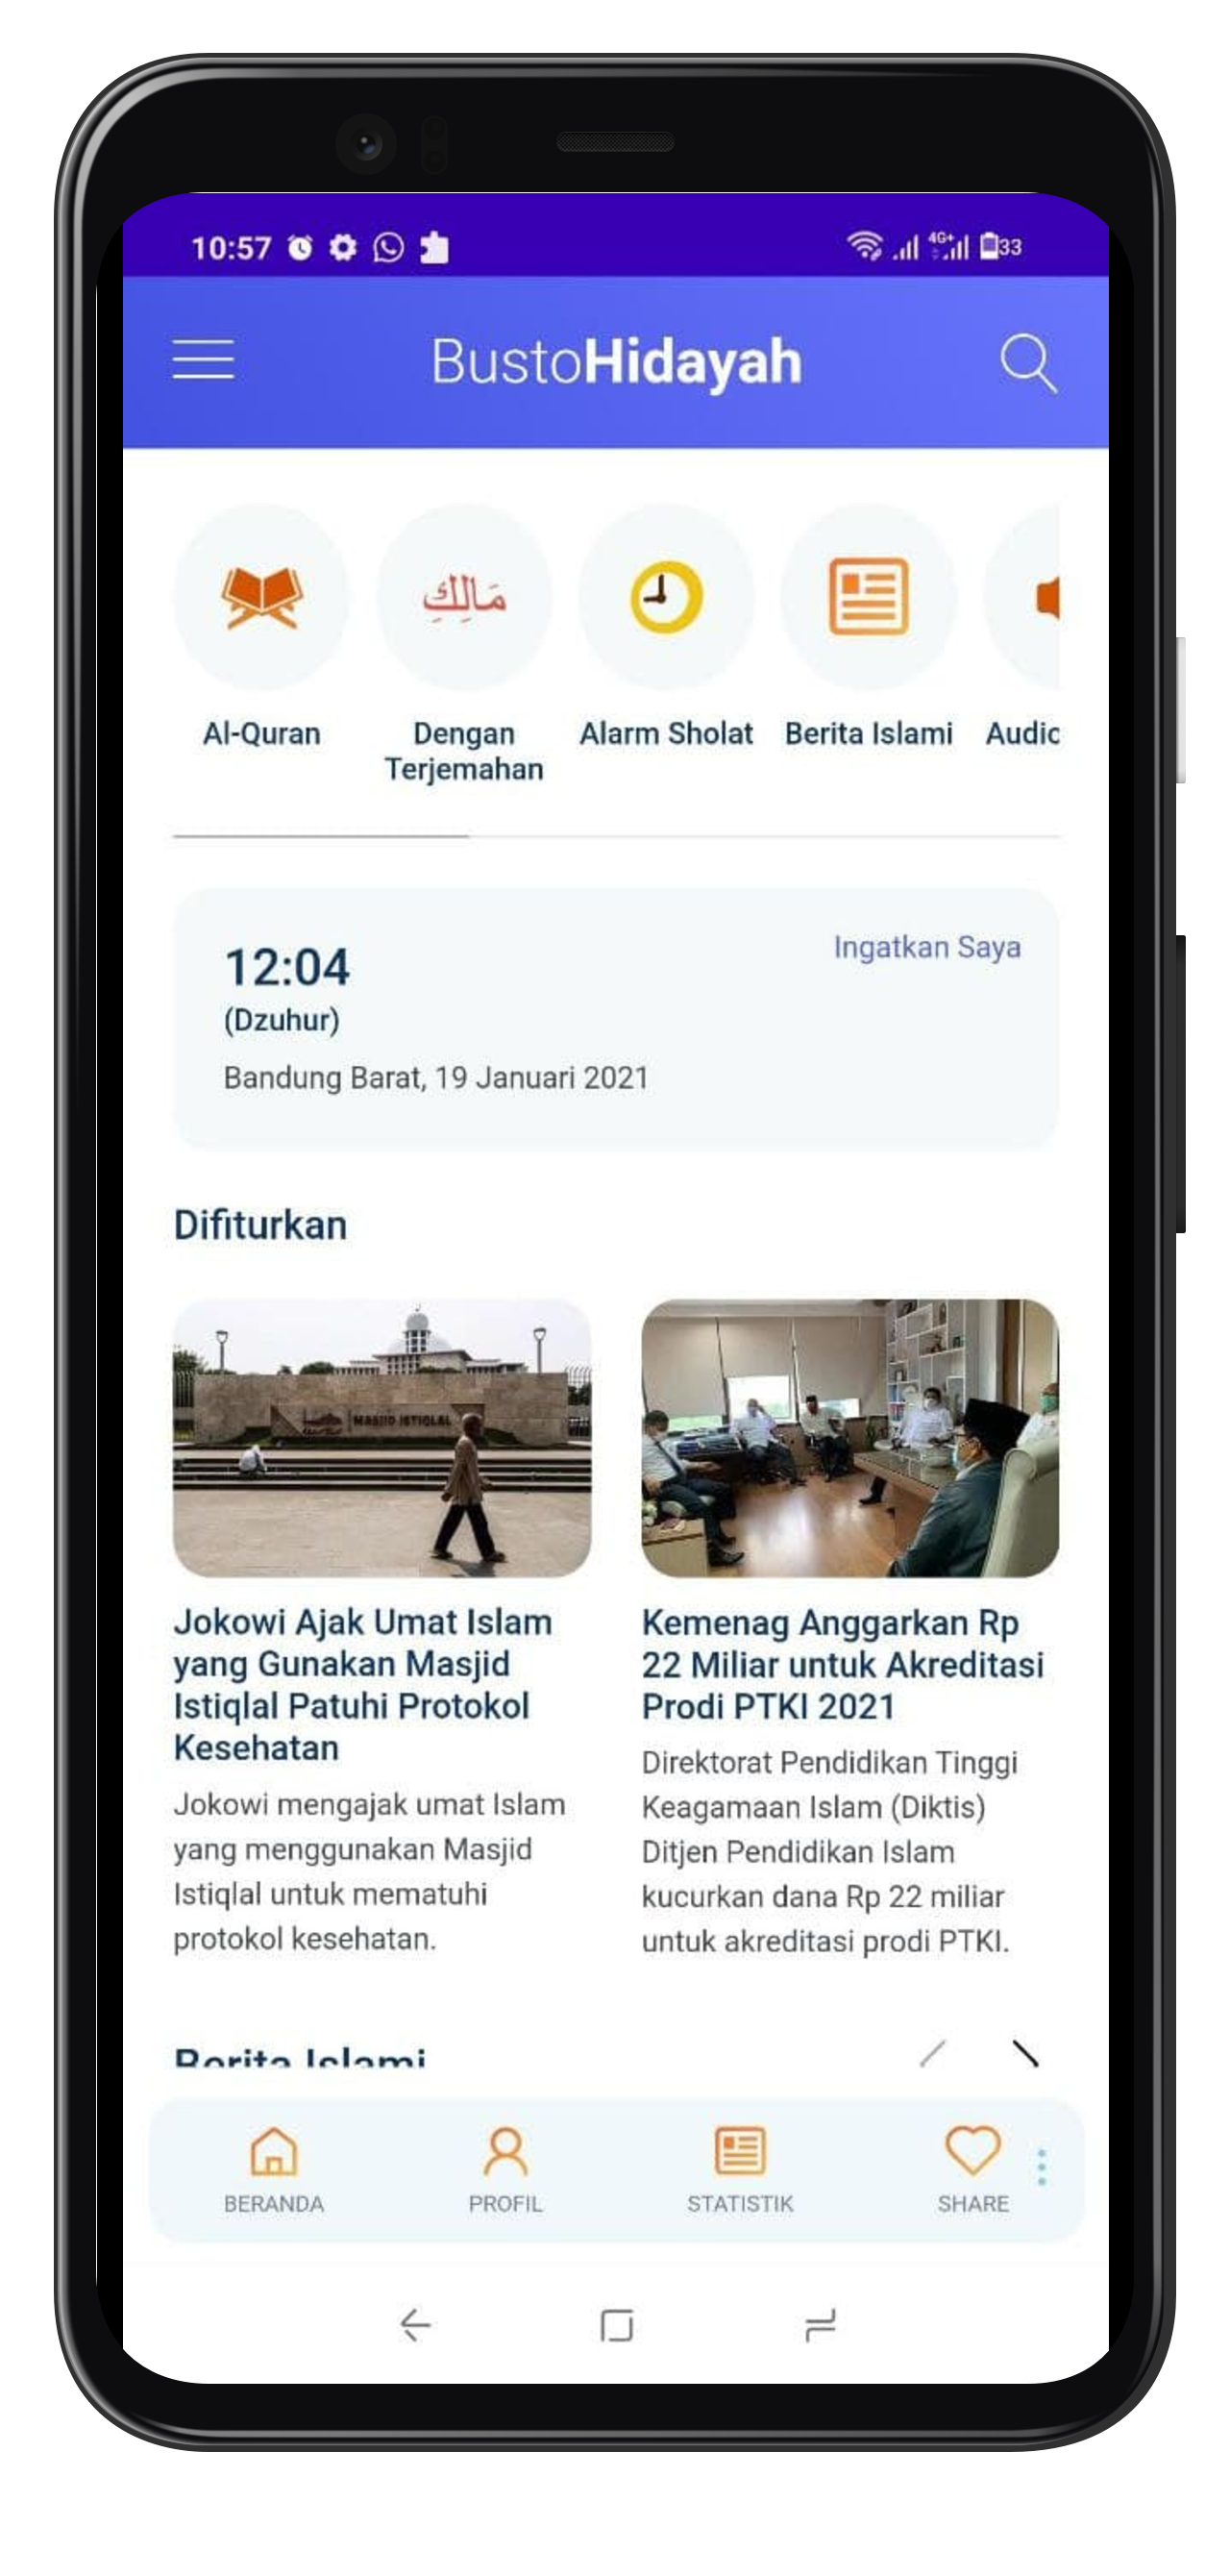 10:57
4G+
33
BustoHidayah
مَالِكِ
Al-Quran
Dengan
Terjemahan
Alarm Sholat
Berita Islami
Audio
12:04
Ingatkan Saya
(Dzuhur)
Bandung Barat, 19 Januari 2021
Difiturkan
MASJID ISTIQLAL
Jokowi Ajak Umat Islam
yang Gunakan Masjid
Istiqlal Patuhi Protokol
Kesehatan
Jokowi mengajak umat Islam
yang menggunakan Masjid
Istiqlal untuk mematuhi
protokol kesehatan.
Kemenag Anggarkan Rp
22 Miliar untuk Akreditasi
Prodi PTKI 2021
Direktorat Pendidikan Tinggi
Keagamaan Islam (Diktis)
Ditjen Pendidikan Islam
kucurkan dana Rp 22 miliar
untuk akreditasi prodi PTKI.
Berita Islami
BERANDA
PROFIL
STATISTIK
SHARE